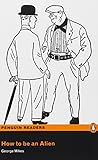 PENGUIN READERS
How to be an Alien
George Mikes